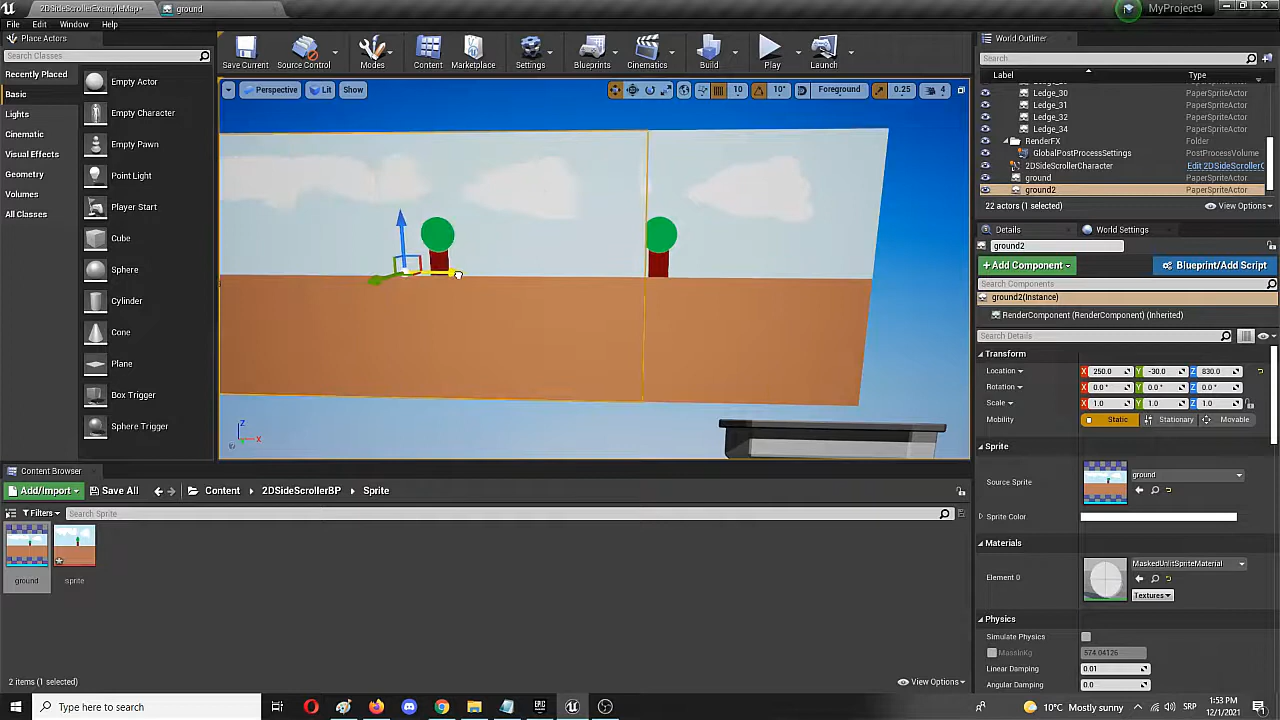 2DSideScrollerExampleMap*
ground
MyProject9
File
Edit
Window
Help
Place Actors
Search Classes
Recently Placed
Basic
Lights
Cinematic
Visual Effects
Geometry
Volumes
All Classes
Empty Actor
Empty Character
Empty Pawn
Point Light
Player Start
Cube
Sphere
Cylinder
Cone
Plane
Box Trigger
Sphere Trigger
Save Current
Source Control
Modes
Content
Marketplace
Settings
Blueprints
Cinematics
Build
Play
Launch
Perspective
Lit
Show
10
10°
Foreground
0.25
4
Z
X
World Outliner
Search
Label
Type
Ledge_30 PaperSpriteActor
Ledge_31 PaperSpriteActor
Ledge_32 PaperSpriteActor
Ledge_34 PaperSpriteActor
RenderFX Folder
GlobalPostProcessSettings PostProcessVolume
2DSideScrollerCharacter Edit 2DSideScrollerC
ground PaperSpriteActor
ground2 PaperSpriteActor
22 actors (1 selected)
View Options
Details
World Settings
ground2
+Add Component
Blueprint/Add Script
Search Components
ground2(Instance)
RenderComponent (RenderComponent) (Inherited)
Search Details
Transform
Location X 250.0 Y -30.0 Z 830.0
Rotation X 0.0 ° Y 0.0 ° Z 0.0 °
Scale X 1.0 Y 1.0 Z 1.0
Mobility Static Stationary Movable
Sprite
Source Sprite
ground
Sprite Color
Materials
Element 0
MaskedUnlitSpriteMaterial
Textures
Physics
Simulate Physics
MassInKg 574.04126
Linear Damping 0.01
Angular Damping 0.0
Content Browser
Add/Import
Save All
Content
2DSideScrollerBP
Sprite
Filters
Search Sprite
ground
sprite
2 items (1 selected)
View Options
Type here to search
10°C Mostly sunny
SRP
1:53 PM
12/1/2021